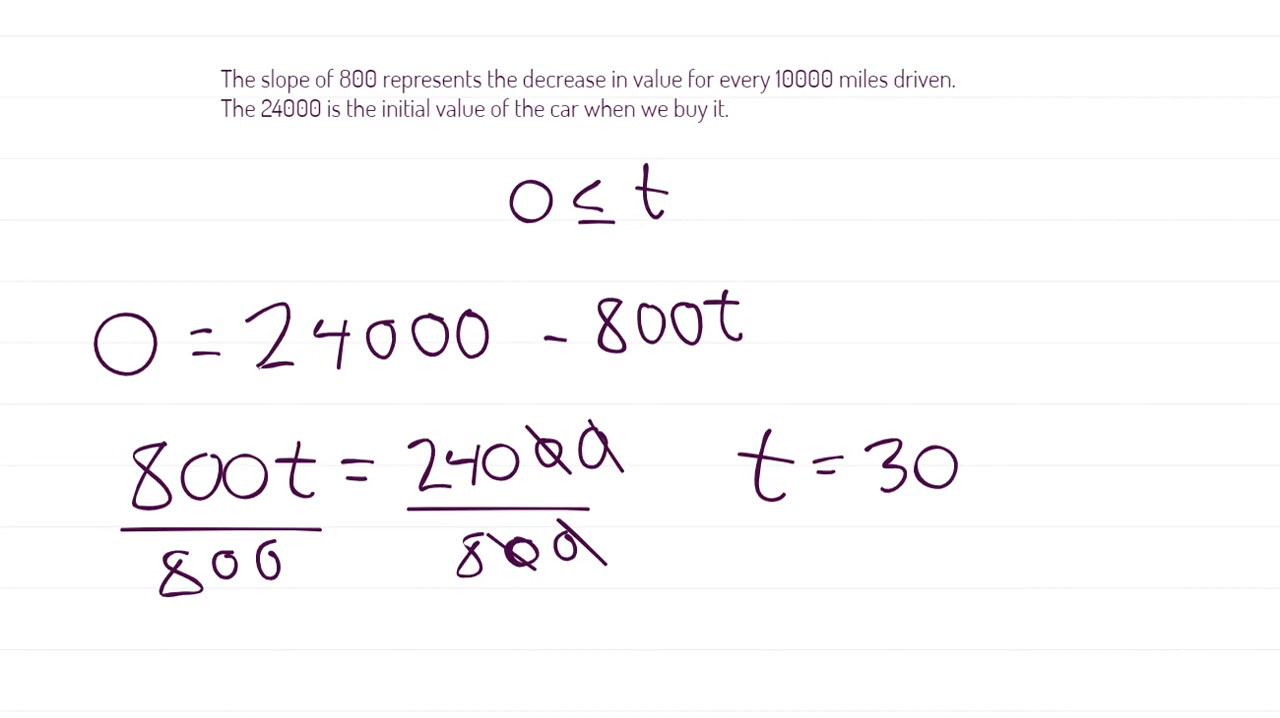 The slope of 800 represents the decrease in value for every 10000 miles driven.
The 24000 is the initial value of the car when we buy it.
0 ≤ t
0 = 24000 - 800t
800t = 24000 t = 30
800 800